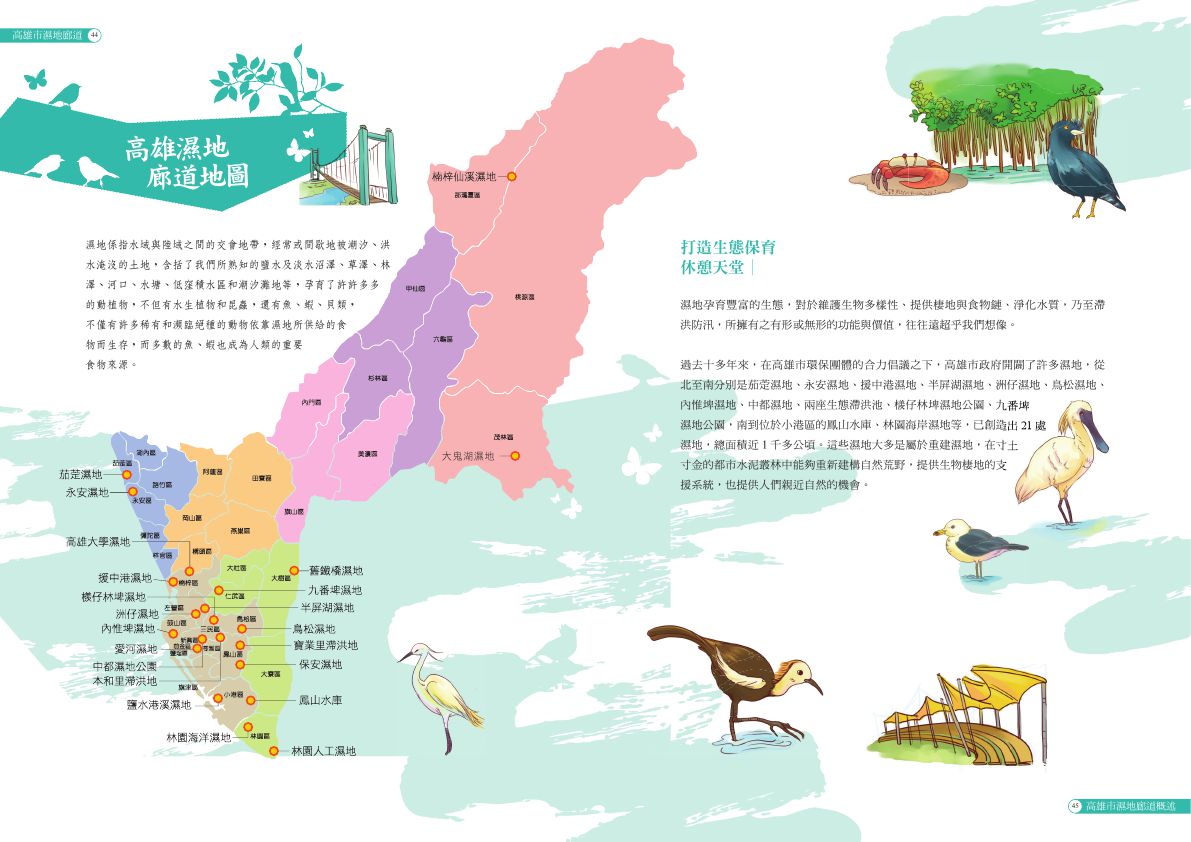 高雄市濕地廊道 44
高雄濕地
廊道地圖
濕地係指水域與陸域之間的交會地帶，經常或間歇地被潮汐、洪
水淹沒的土地，含括了我們所熟知的鹽水及淡水沼澤、草澤、林
澤、河口、水塘、低窪積水區和潮汐灘地等，孕育了許許多多
的動植物，不但有水生植物和昆蟲，還有魚、蝦、貝類，
不僅有許多稀有和瀕臨絕種的動物依靠濕地所供給的食
物而生存，而多數的魚、蝦也成為人類的重要
食物來源。
楠梓仙溪濕地
那瑪夏區
桃源區
甲仙區
六龜區
杉林區
內門區
美濃區
茂林區
大鬼湖濕地
旗山區
湖內區
茄萣區
路竹區
阿蓮區
田寮區
茄萣濕地
永安濕地
永安區
岡山區
燕巢區
彌陀區
梓官區
橋頭區
高雄大學濕地
大社區
大樹區
舊鐵橋濕地
援中港濕地
楠梓區
仁武區
九番埤濕地
樣仔林埤濕地
左營區
半屏湖濕地
洲仔濕地
鼓山區
三民區
鳥松區
鳥松濕地
內惟埤濕地
新興區
苓雅區
鹽埕區
鳳山區
寶業里滯洪地
愛河濕地
中都濕地公園
保安濕地
本和里滯洪地
大寮區
旗津區
小港區
鹽水港溪濕地
鳳山水庫
林園海洋濕地
林園區
林園人工濕地
打造生態保育
休憩天堂｜
濕地孕育豐富的生態，對於維護生物多樣性、提供棲地與食物鏈、淨化水質，乃至滯
洪防汛，所擁有之有形或無形的功能與價值，往往遠超乎我們想像。
過去十多年來，在高雄市環保團體的合力倡議之下，高雄市政府開闢了許多濕地，從
北至南分別是茄萣濕地、永安濕地、援中港濕地、半屏湖濕地、洲仔濕地、鳥松濕地、
內惟埤濕地、中都濕地、兩座生態滯洪池、樣仔林埤濕地公園、九番埤
濕地公園，南到位於小港區的鳳山水庫、林園海岸濕地等，已創造出 21 處
濕地，總面積近 1 千多公頃。這些濕地大多是屬於重建濕地，在寸土
寸金的都市水泥叢林中能夠重新建構自然荒野，提供生物棲地的支
援系統，也提供人們親近自然的機會。
45 高雄市濕地廊道概述